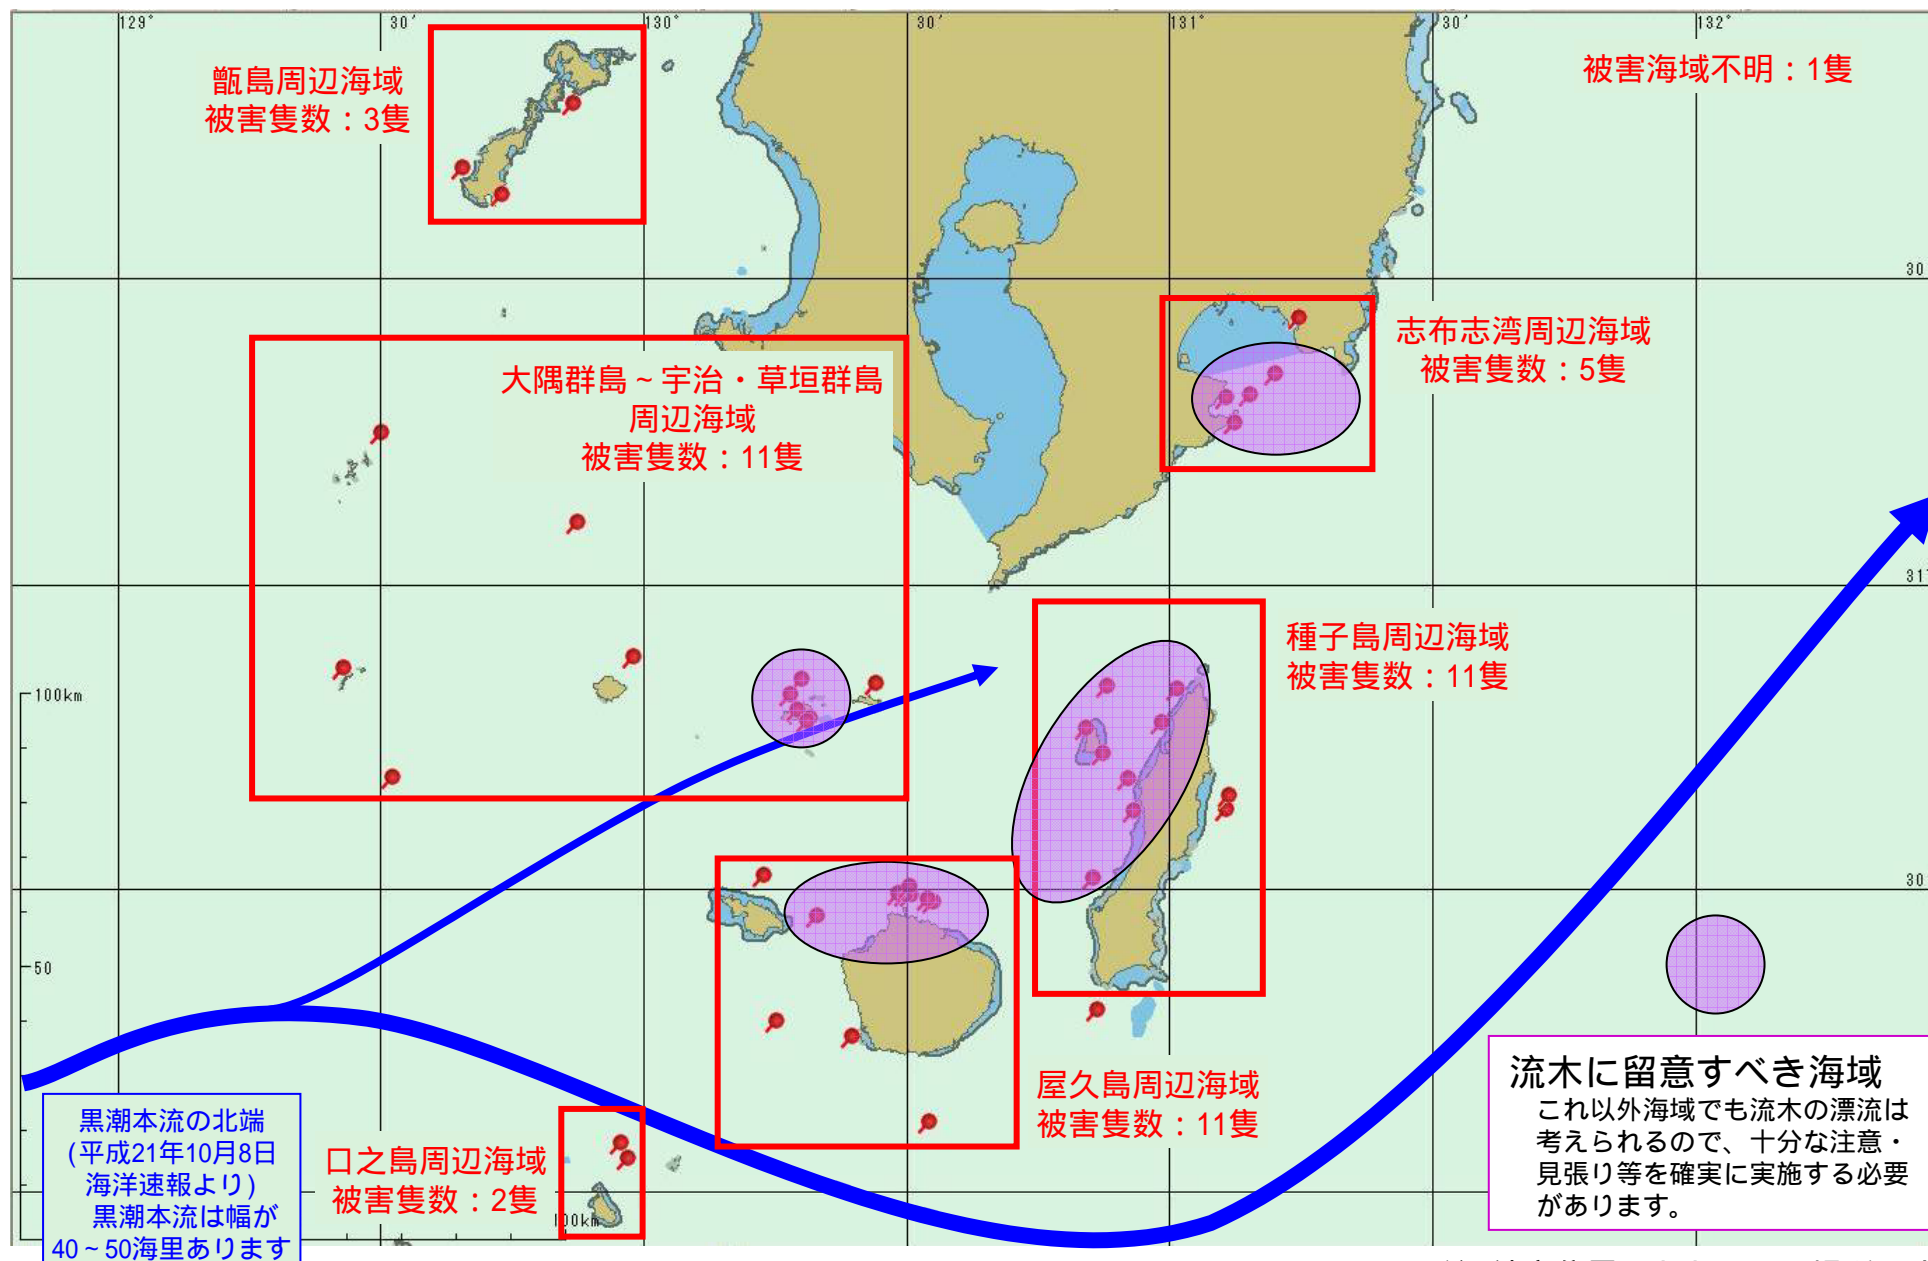 129°
30′
130°
30′
131°
30′
132°
甑島周辺海域
被害隻数：3隻
被害海域不明：1隻
30
志布志湾周辺海域
被害隻数：5隻
大隅群島～宇治・草垣群島
周辺海域
被害隻数：11隻
31°
種子島周辺海域
被害隻数：11隻
100km
30
50
屋久島周辺海域
被害隻数：11隻
口之島周辺海域
被害隻数：2隻
100km
黒潮本流の北端
(平成21年10月8日
海洋速報より)
黒潮本流は幅が
40～50海里あります
流木に留意すべき海域
これ以外海域でも流木の漂流は
考えられるので、十分な注意・
見張り等を確実に実施する必要
があります。